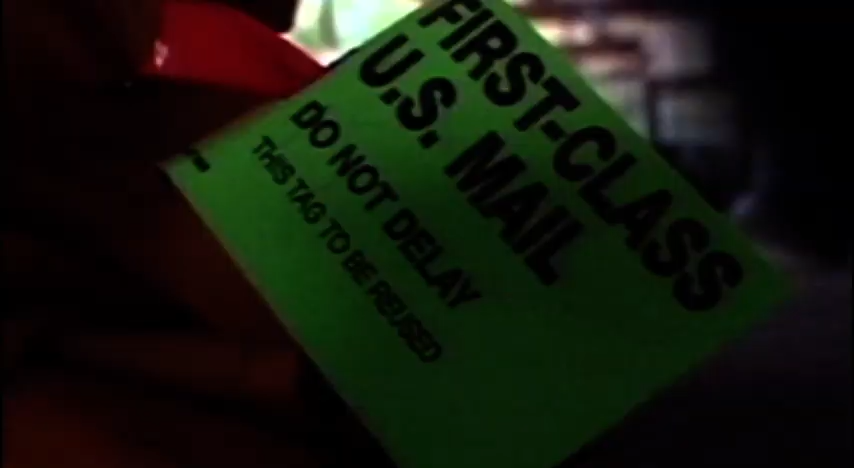 FIRST-CLASS
U.S. MAIL
DO NOT DELAY
THIS TAG TO BE REUSED